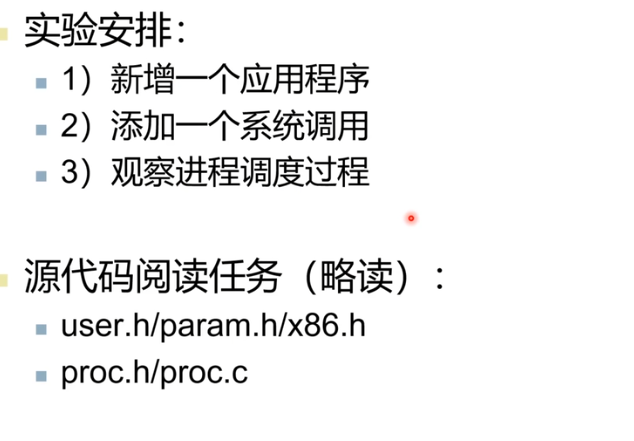 实验安排：
1）新增一个应用程序
2）添加一个系统调用
3）观察进程调度过程
源代码阅读任务（略读）：
user.h/param.h/x86.h
proc.h/proc.c